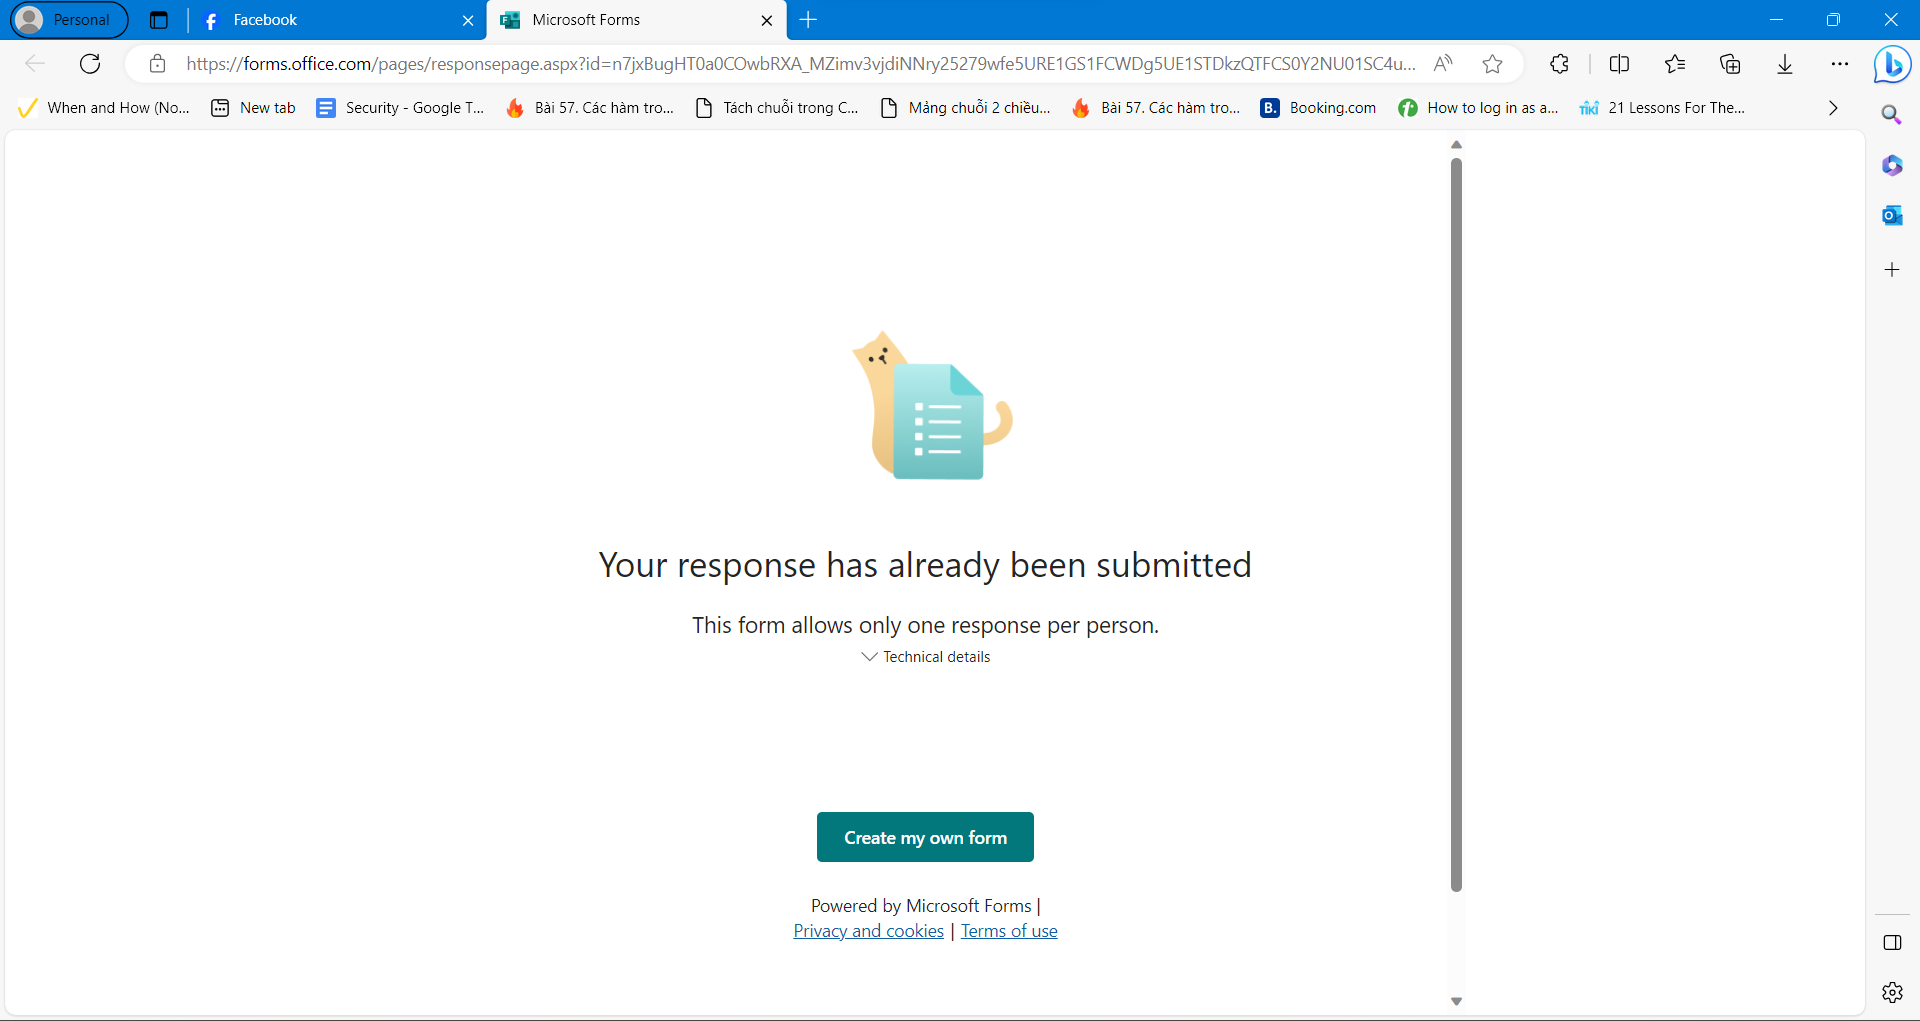 Personal
Facebook
Microsoft Forms
https://forms.office.com/pages/responsepage.aspx?id=n7jxBugHT0a0COwbRXA_MZimv3vjdiNNry25279wfe5URE1GS1FCWDg5UE1STDkzQTFCS0Y2NU01SC4u...
When and How (No...
New tab
Security - Google T...
Bài 57. Các hàm tro...
Tách chuỗi trong C...
Mảng chuỗi 2 chiều...
Bài 57. Các hàm tro...
B.
Booking.com
How to log in as a...
TIKI
21 Lessons For The...
Your response has already been submitted
This form allows only one response per person.
Technical details
Create my own form
Powered by Microsoft Forms |
Privacy and cookies | Terms of use